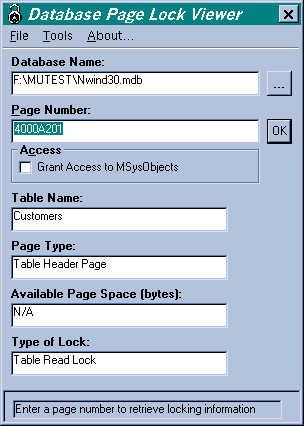 Database Page Lock Viewer
File Tools About...
Database Name:
F:\MUTEST\Nwind30.mdb
...
Page Number:
4000A201
OK
Access
Grant Access to MSysObjects
Table Name:
Customers
Page Type:
Table Header Page
Available Page Space (bytes):
N/A
Type of Lock:
Table Read Lock
Enter a page number to retrieve locking information